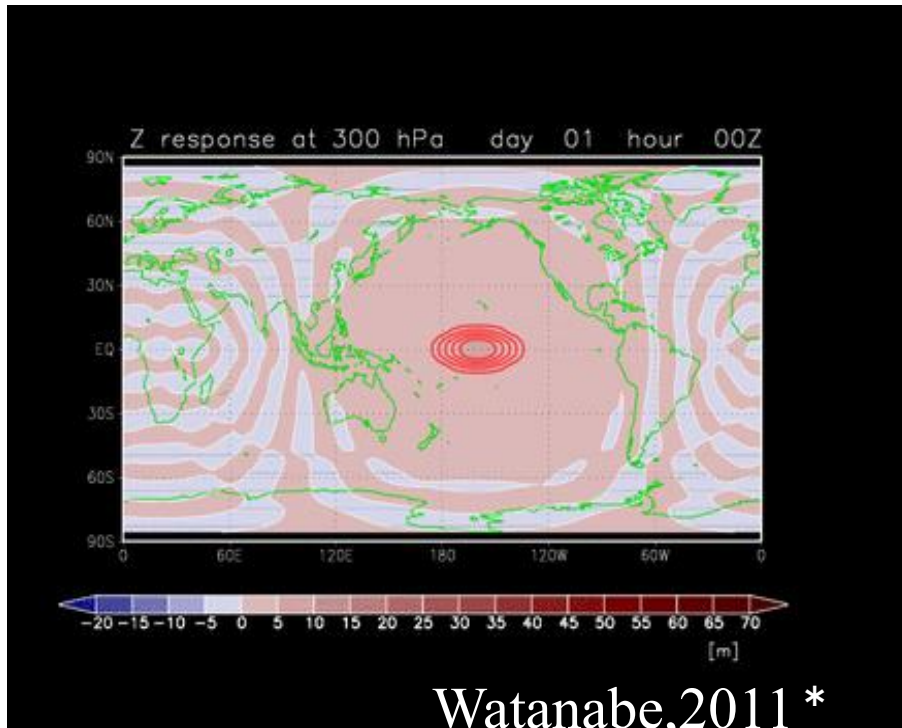 Z response at 300 hPa day 01 hour 00Z
90N
60N
30N
EQ
30S
60S
90S
0 60E 120E 180 120W 60W 0
-20 -15 -10 -5 0 5 10 15 20 25 30 35 40 45 50 55 60 65 70
[m]
Watanabe,2011 *